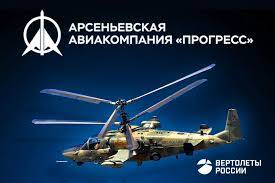 АРСЕНЬЕВСКАЯ
АВИАКОМПАНИЯ «ПРОГРЕСС»
ВЕРТОЛЕТЫ
РОССИИ